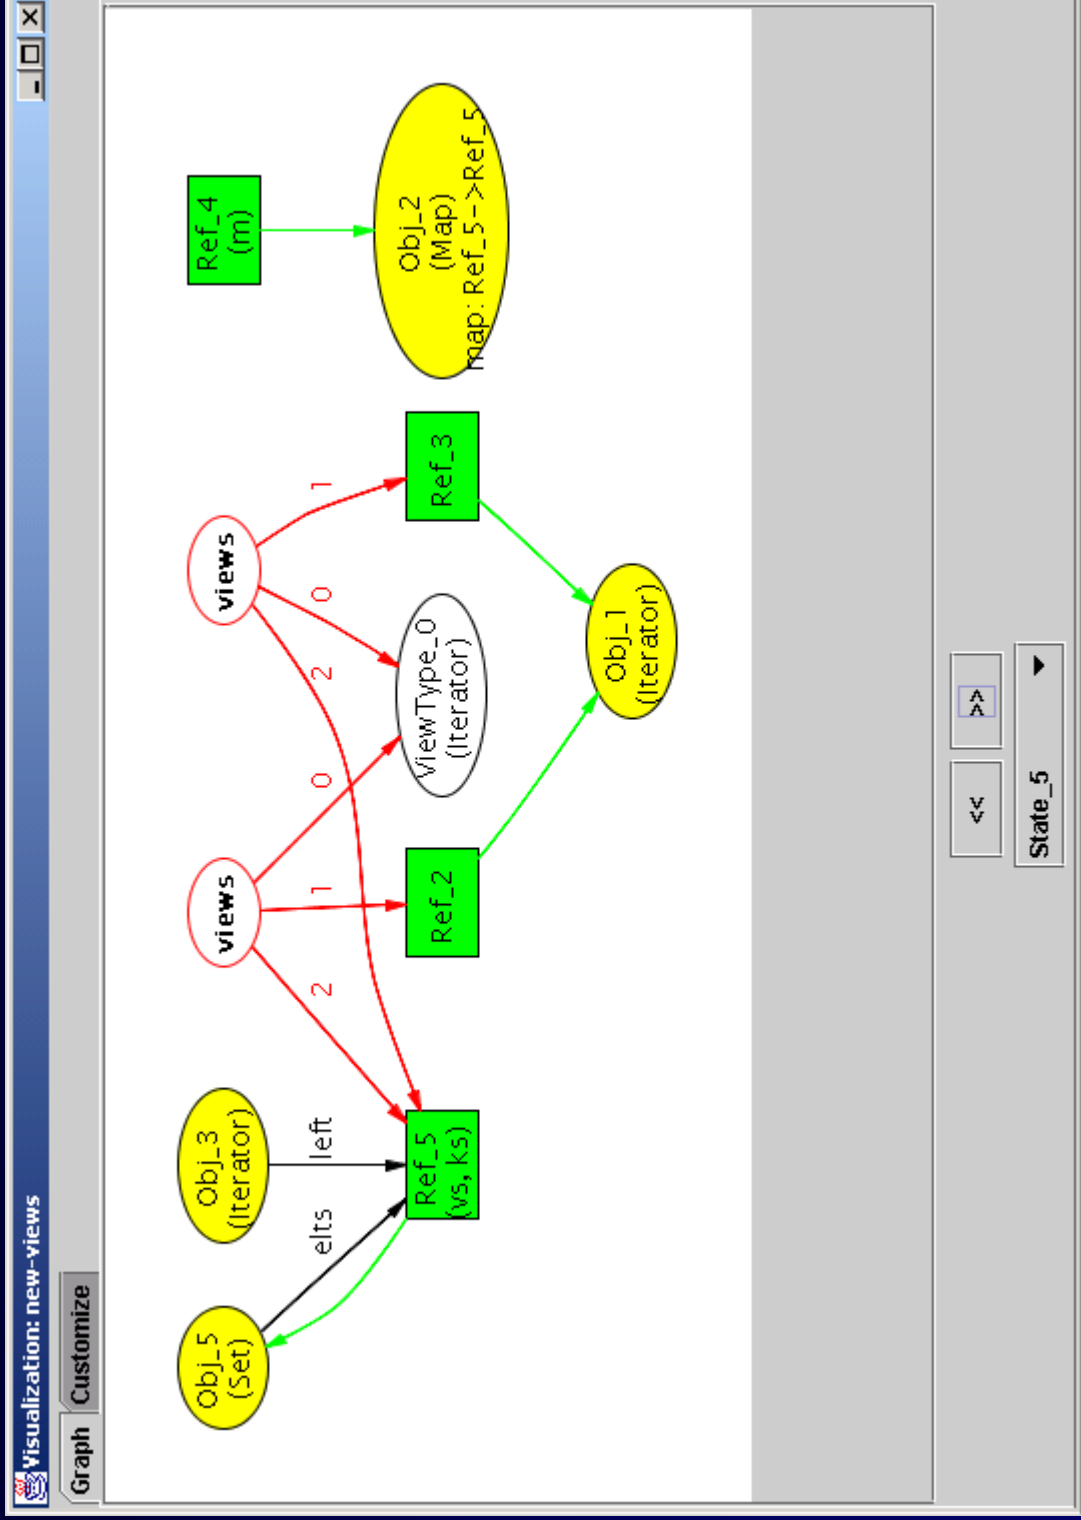 Visualization: new-views
Graph
Customize
Obj_5
(Set)
Obj_3
(Iterator)
views
views
Ref_4
(m)
elts
left
2
1
0
2
0
1
Ref_5
(vs, ks)
Ref_2
ViewType_0
(Iterator)
Ref_3
Obj_2
(Map)
map: Ref_5->Ref_5
Obj_1
(Iterator)
<<
>>
State_5